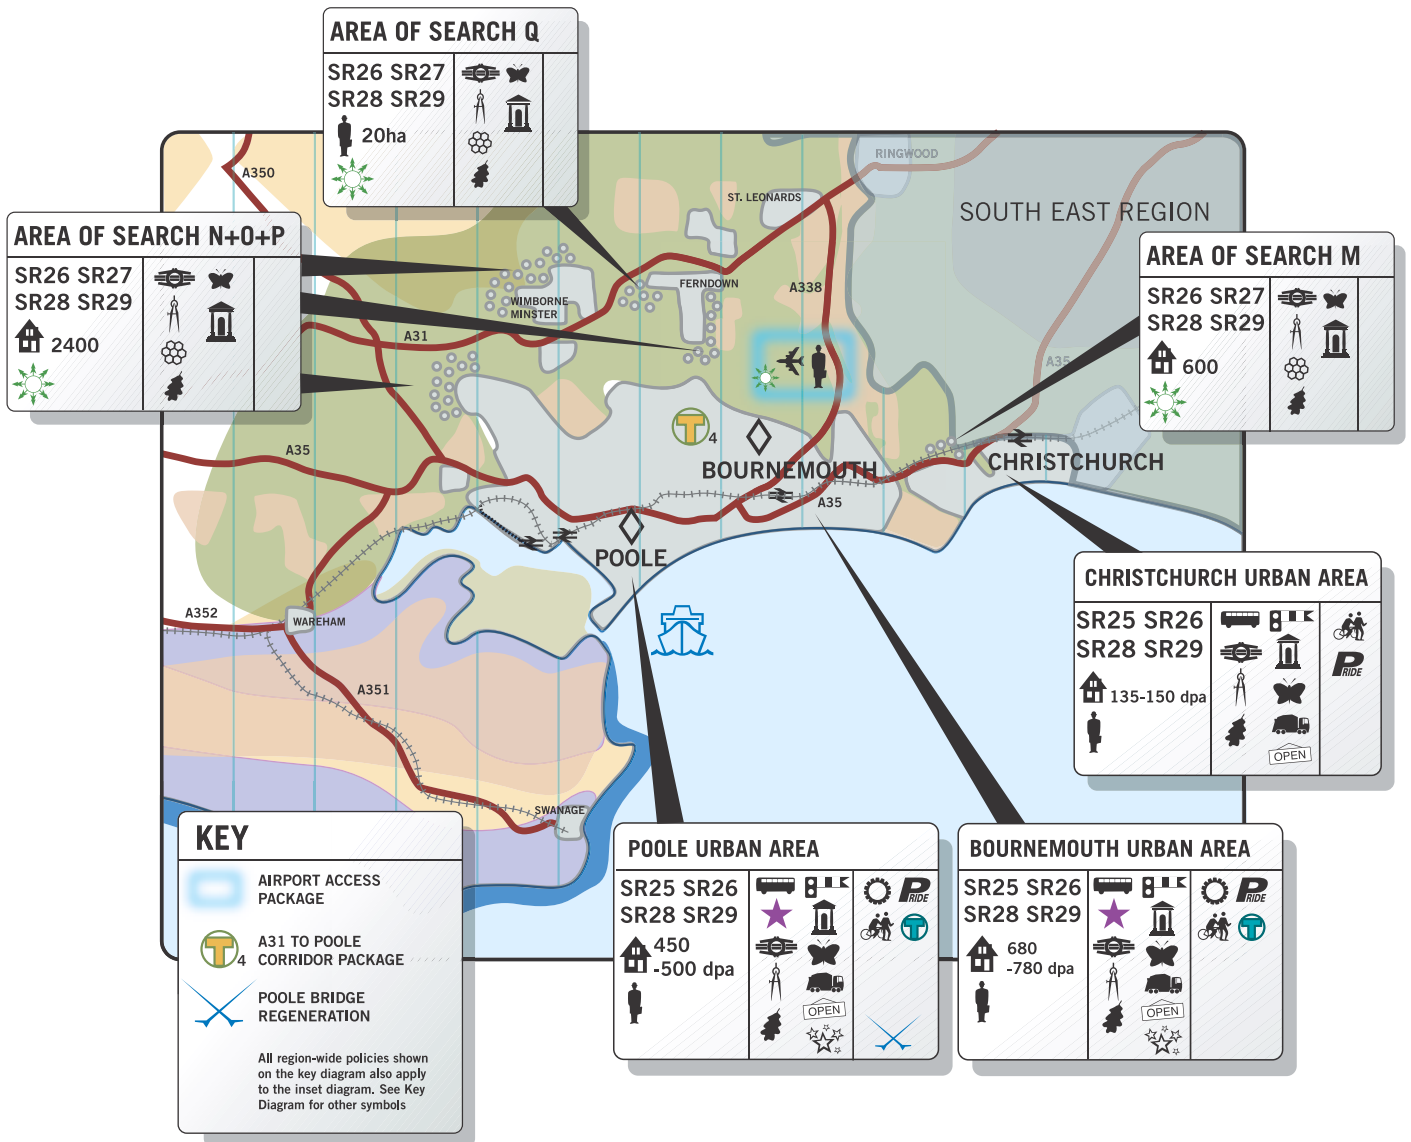 AREA OF SEARCH Q
SR26 SR27
SR28 SR29
20ha
AREA OF SEARCH N+O+P
SR26 SR27
SR28 SR29
2400
AREA OF SEARCH M
SR26 SR27
SR28 SR29
600
A350
RINGWOOD
ST. LEONARDS
SOUTH EAST REGION
FERNDOWN
A338
WIMBORNE
MINSTER
A31
A35
4
A35
BOURNEMOUTH
CHRISTCHURCH
A35
POOLE
A352
WAREHAM
A351
SWANAGE
CHRISTCHURCH URBAN AREA
SR25 SR26
SR28 SR29
135-150 dpa
OPEN
PRIDE
POOLE URBAN AREA
SR25 SR26
SR28 SR29
450
-500 dpa
OPEN
PRIDE
T
BOURNEMOUTH URBAN AREA
SR25 SR26
SR28 SR29
680
-780 dpa
OPEN
PRIDE
T
KEY
AIRPORT ACCESS
PACKAGE
T
4
A31 TO POOLE
CORRIDOR PACKAGE
POOLE BRIDGE
REGENERATION
All region-wide policies shown
on the key diagram also apply
to the inset diagram. See Key
Diagram for other symbols